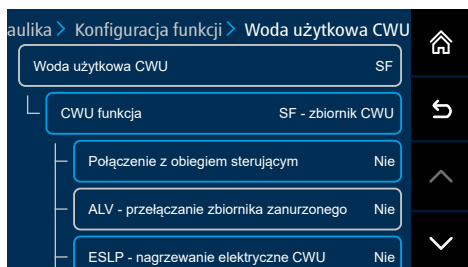 aulika > Konfiguracja funkcji > Woda użytkowa CWU
Woda użytkowa CWU SF
CWU funkcja SF - zbiornik CWU
Połączenie z obiegiem sterującym Nie
ALV - przełączanie zbiornika zanurzonego Nie
ESLP - nagrzewanie elektryczne CWU Nie